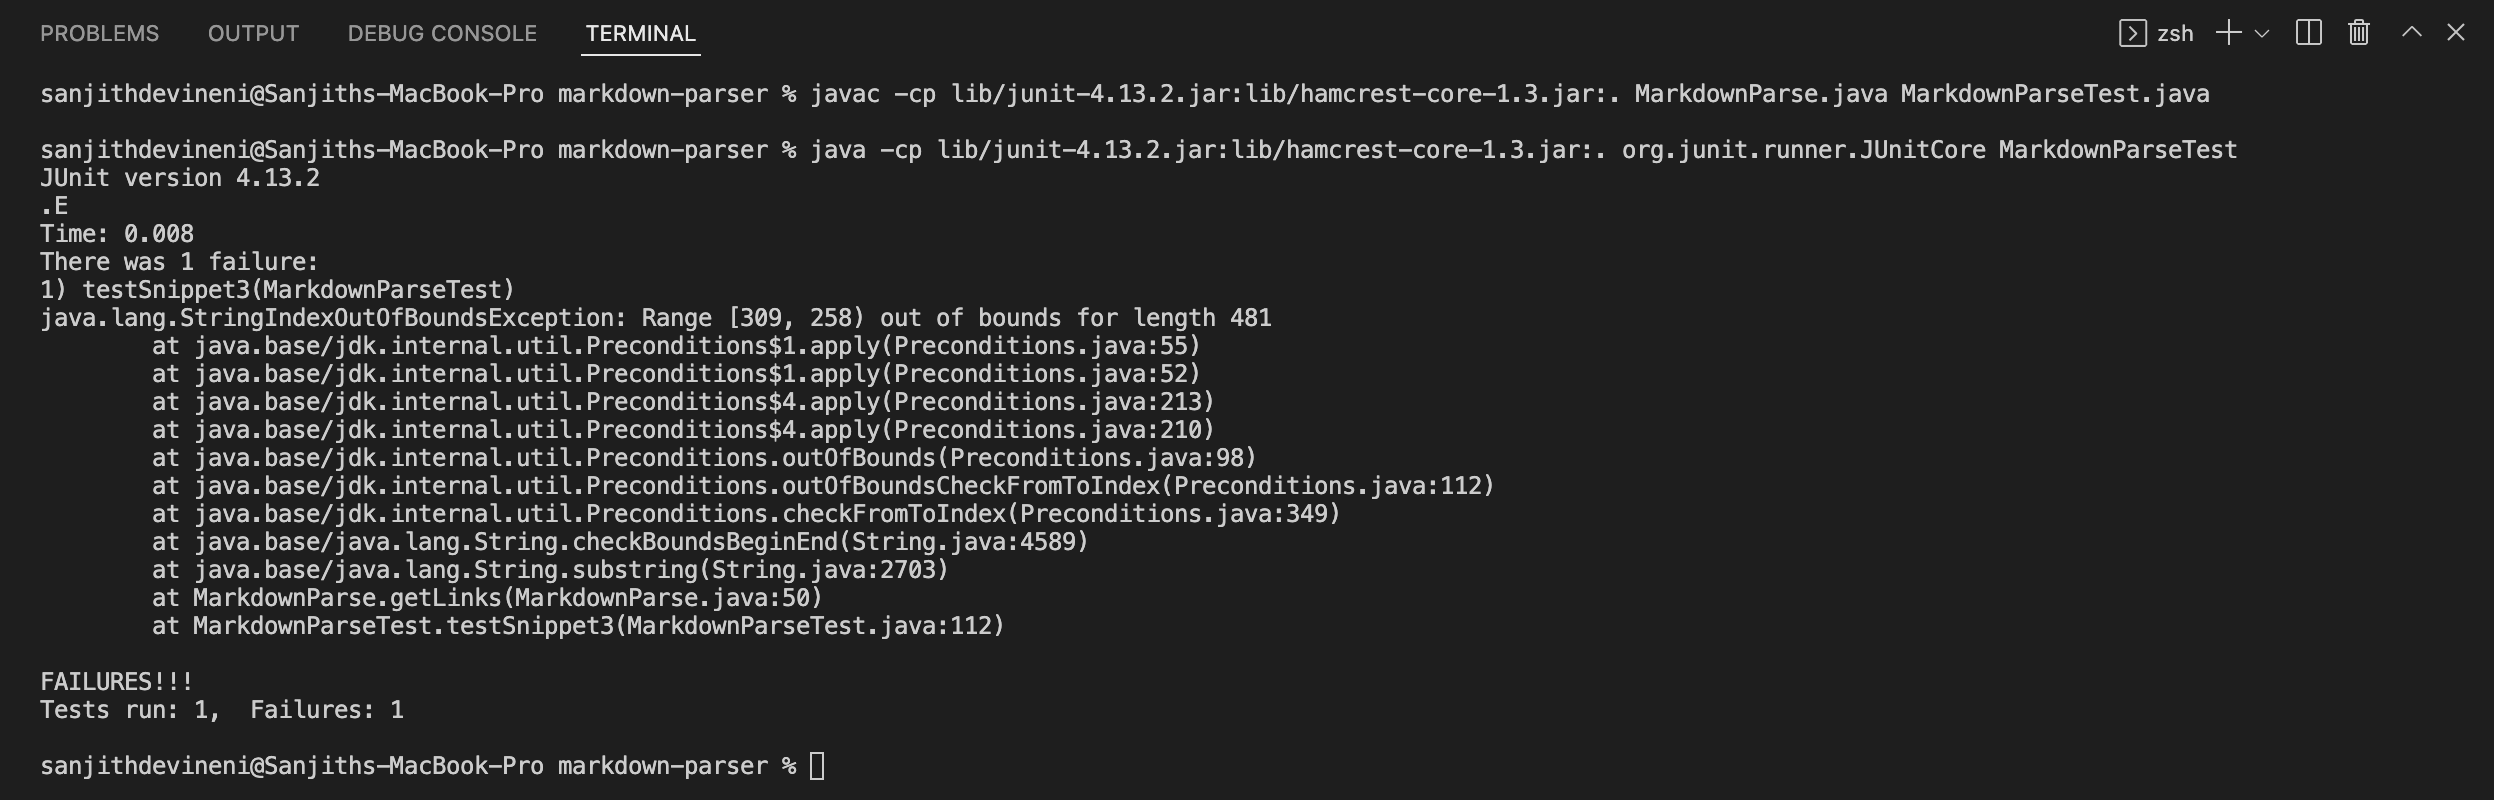 PROBLEMS OUTPUT DEBUG CONSOLE TERMINAL zsh
sanjithdevineni@Sanjiths-MacBook-Pro markdown-parser % javac -cp lib/junit-4.13.2.jar:lib/hamcrest-core-1.3.jar:. MarkdownParse.java MarkdownParseTest.java
sanjithdevineni@Sanjiths-MacBook-Pro markdown-parser % java -cp lib/junit-4.13.2.jar:lib/hamcrest-core-1.3.jar:. org.junit.runner.JUnitCore MarkdownParseTest
JUnit version 4.13.2
.E
Time: 0.008
There was 1 failure:
1) testSnippet3(MarkdownParseTest)
java.lang.StringIndexOutOfBoundsException: Range [309, 258) out of bounds for length 481
at java.base/jdk.internal.util.Preconditions$1.apply(Preconditions.java:55)
at java.base/jdk.internal.util.Preconditions$1.apply(Preconditions.java:52)
at java.base/jdk.internal.util.Preconditions$4.apply(Preconditions.java:213)
at java.base/jdk.internal.util.Preconditions$4.apply(Preconditions.java:210)
at java.base/jdk.internal.util.Preconditions.outOfBounds(Preconditions.java:98)
at java.base/jdk.internal.util.Preconditions.outOfBoundsCheckFromToIndex(Preconditions.java:112)
at java.base/jdk.internal.util.Preconditions.checkFromToIndex(Preconditions.java:349)
at java.base/java.lang.String.checkBoundsBeginEnd(String.java:4589)
at java.base/java.lang.String.substring(String.java:2703)
at MarkdownParse.getLinks(MarkdownParse.java:50)
at MarkdownParseTest.testSnippet3(MarkdownParseTest.java:112)
FAILURES!!!
Tests run: 1,  Failures: 1
sanjithdevineni@Sanjiths-MacBook-Pro markdown-parser %